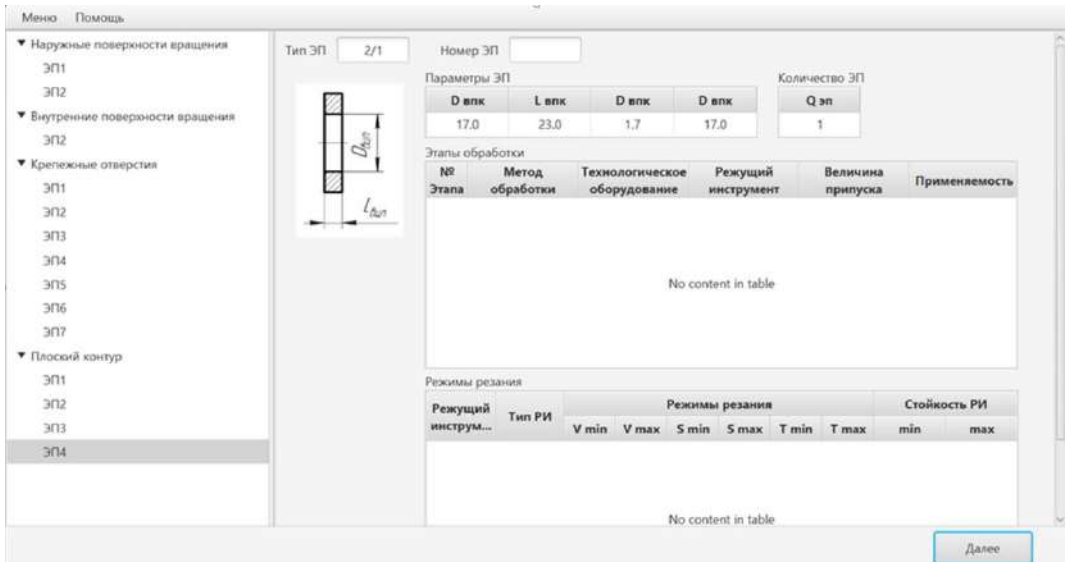 Меню Помощь
Наружные поверхности вращения
ЭП1
ЭП2
Внутренние поверхности вращения
ЭП2
Крепежные отверстия
ЭП1
ЭП2
ЭП3
ЭП4
ЭП5
ЭП6
ЭП7
Плоский контур
ЭП1
ЭП2
ЭП3
ЭП4
Тип ЭП 2/1 Номер ЭП
Dвип
lвип
Параметры ЭП
D впк L впк D впк D впк
17.0 23.0 1.7 17.0
Количество ЭП
Q эп
1
Этапы обработки
№ Этапа Метод обработки Технологическое оборудование Режущий инструмент Величина припуска Применяемость
No content in table
Режимы резания
Режущий инструм... Тип РИ Режимы резания Стойкость РИ
V min V max S min S max T min T max min max
No content in table
Далее